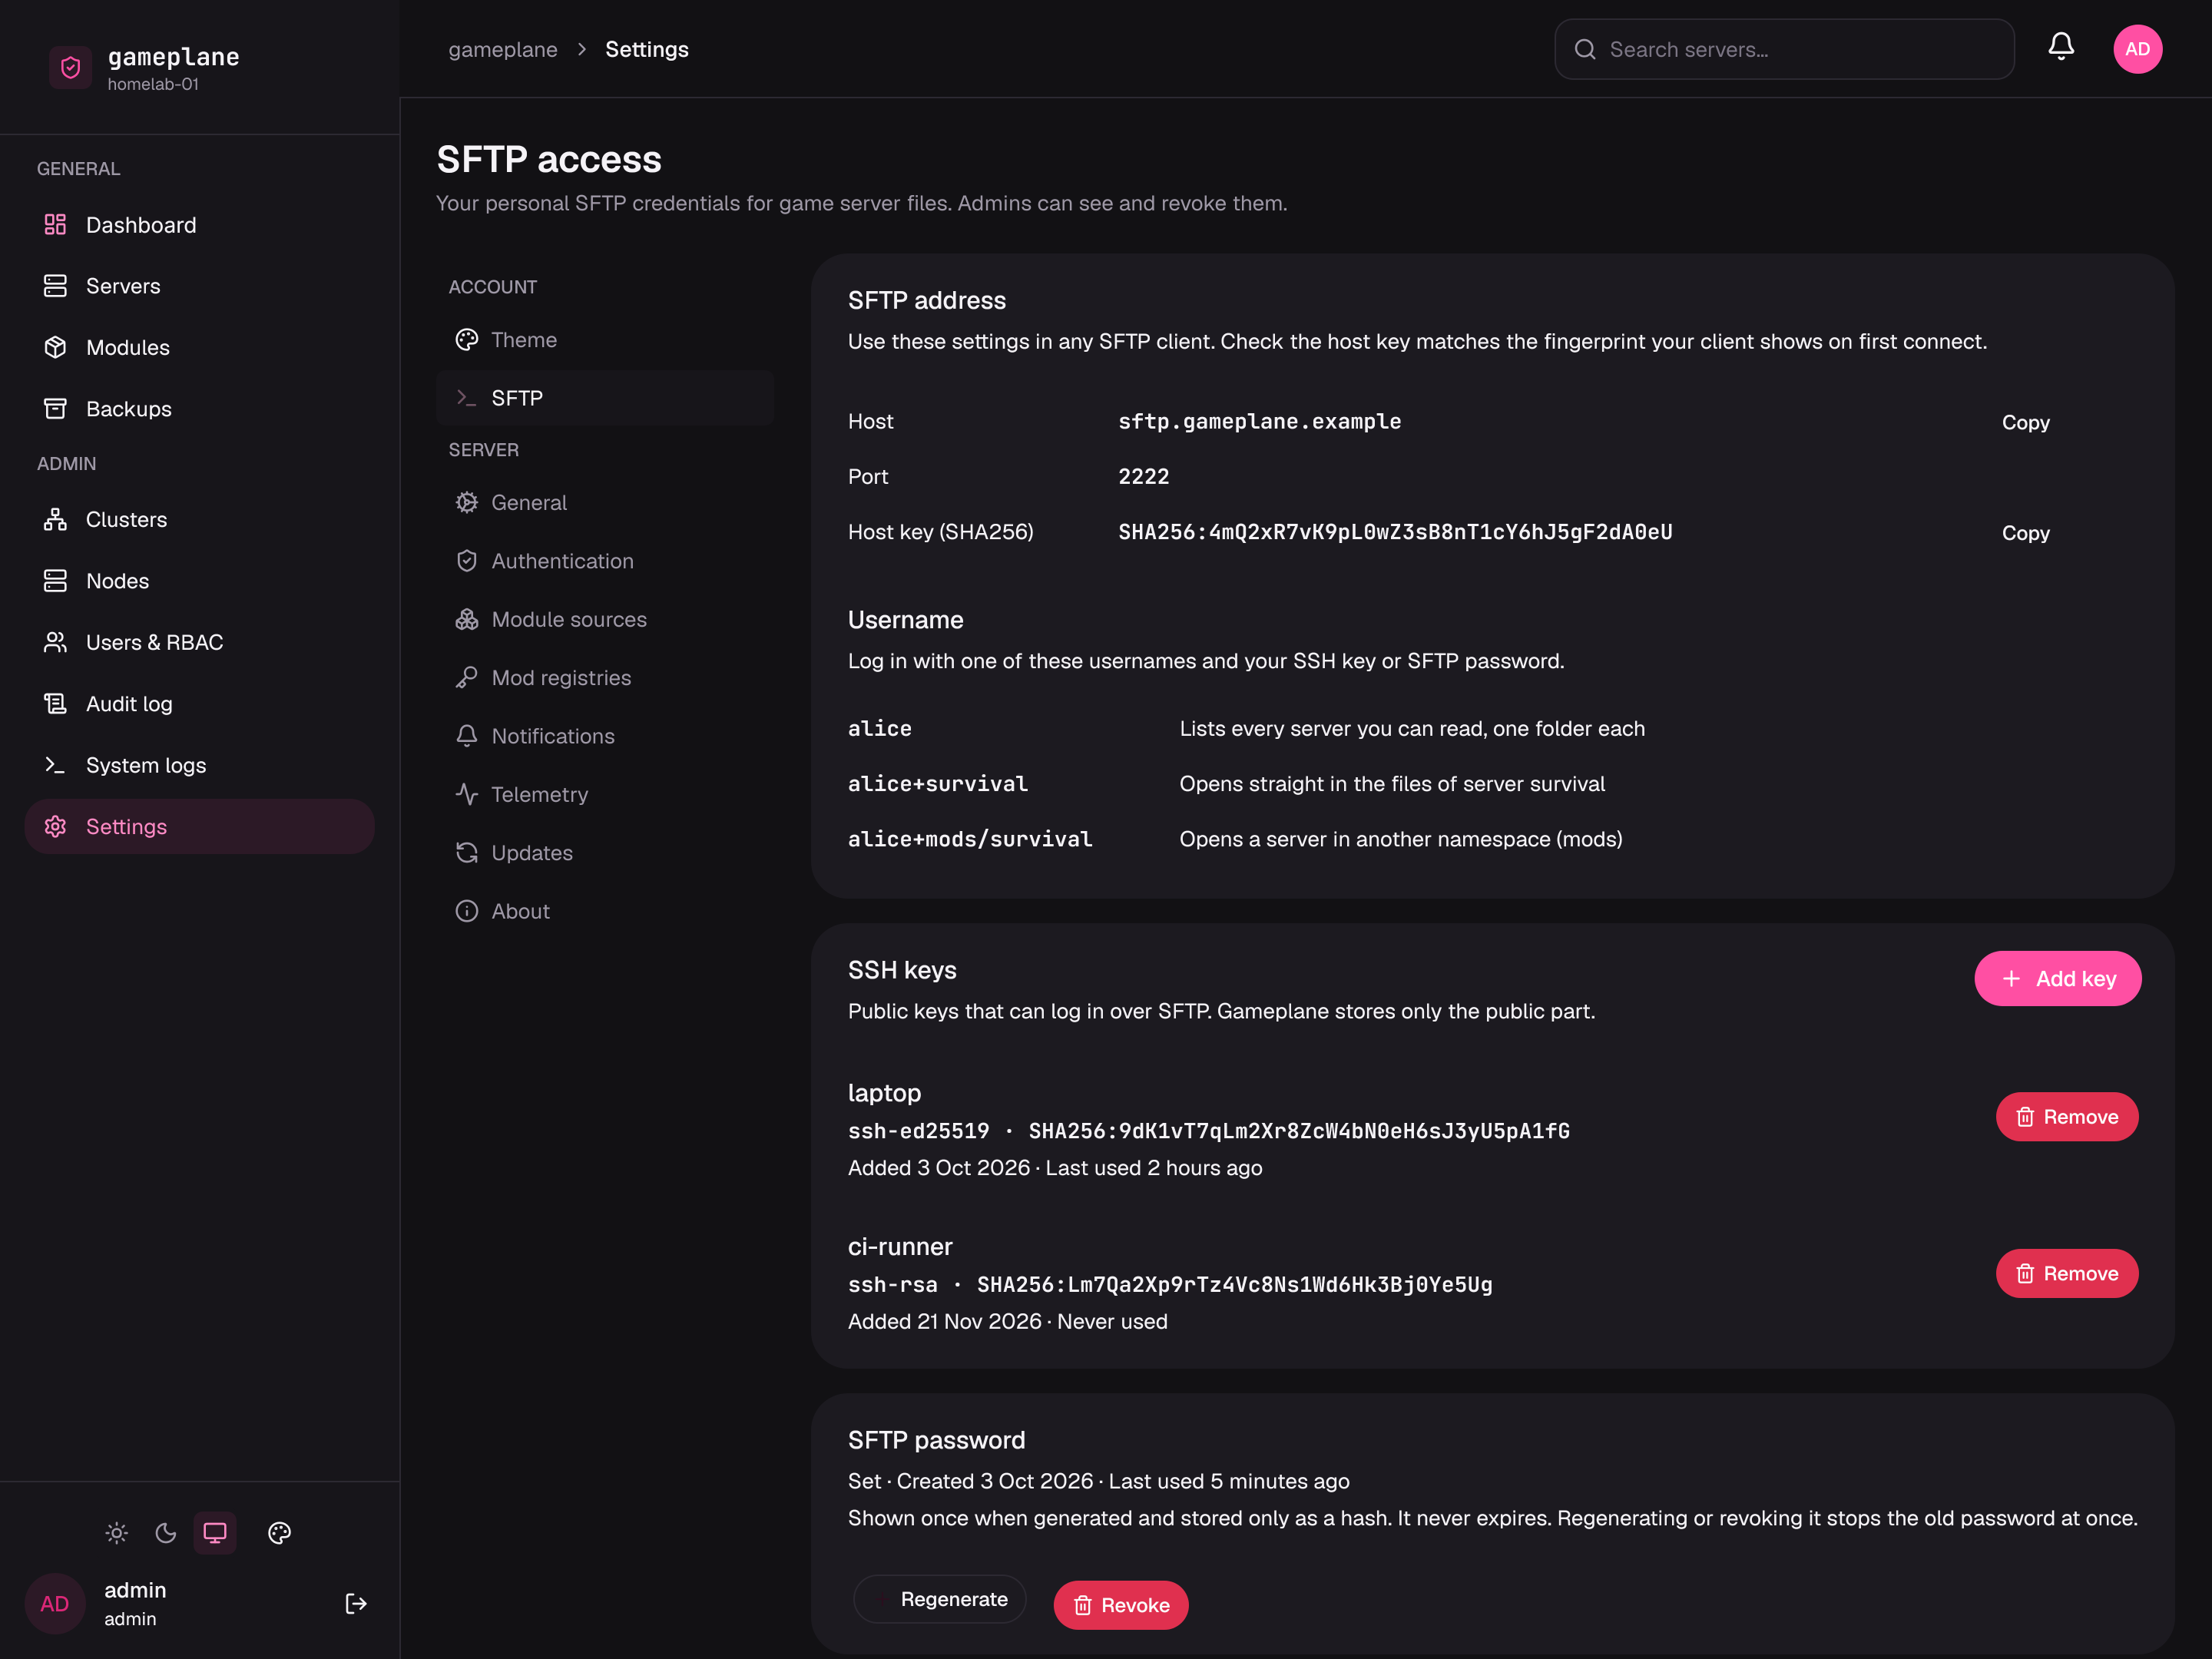 gameplane
homelab-01
GENERAL
Dashboard
Servers
Modules
Backups
ADMIN
Clusters
Nodes
Users & RBAC
Audit log
System logs
Settings
AD
admin
admin
gameplane > Settings
Search servers...
AD
SFTP access
Your personal SFTP credentials for game server files. Admins can see and revoke them.
ACCOUNT
Theme
SFTP
SERVER
General
Authentication
Module sources
Mod registries
Notifications
Telemetry
Updates
About
SFTP address
Use these settings in any SFTP client. Check the host key matches the fingerprint your client shows on first connect.
Host sftp.gameplane.example Copy
Port 2222
Host key (SHA256) SHA256:4mQ2xR7vK9pL0wZ3sB8nT1cY6hJ5gF2dA0eU Copy
Username
Log in with one of these usernames and your SSH key or SFTP password.
alice Lists every server you can read, one folder each
alice+survival Opens straight in the files of server survival
alice+mods/survival Opens a server in another namespace (mods)
SSH keys
Add key
Public keys that can log in over SFTP. Gameplane stores only the public part.
laptop
ssh-ed25519 · SHA256:9dK1vT7qLm2Xr8ZcW4bN0eH6sJ3yU5pA1fG
Added 3 Oct 2026 · Last used 2 hours ago
Remove
ci-runner
ssh-rsa · SHA256:Lm7Qa2Xp9rTz4Vc8Ns1Wd6Hk3Bj0Ye5Ug
Added 21 Nov 2026 · Never used
Remove
SFTP password
Set · Created 3 Oct 2026 · Last used 5 minutes ago
Shown once when generated and stored only as a hash. It never expires. Regenerating or revoking it stops the old password at once.
Regenerate
Revoke